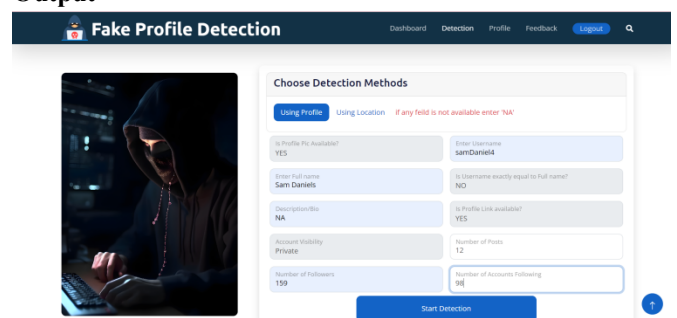 Output
Fake Profile Detection Dashboard Detection Profile Feedback Logout
Choose Detection Methods
Using Profile Using Location If any feild is not available enter 'NA'
Is Profile Pic Available? Enter Username
YES samDaniel4
Enter Full name Is Username exactly equal to Full name?
Sam Daniels NO
Description/Bio Is Profile Link available?
NA YES
Account Visibility Number of Posts
Private 12
Number of Followers Number of Accounts Following
159 98
Start Detection